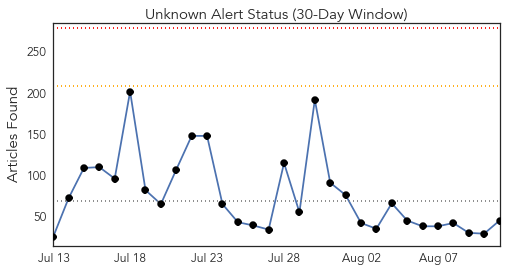 Unknown Alert Status (30-Day Window)
Articles Found
250
200
150
100
50
Jul 13 Jul 18 Jul 23 Jul 28 Aug 02 Aug 07